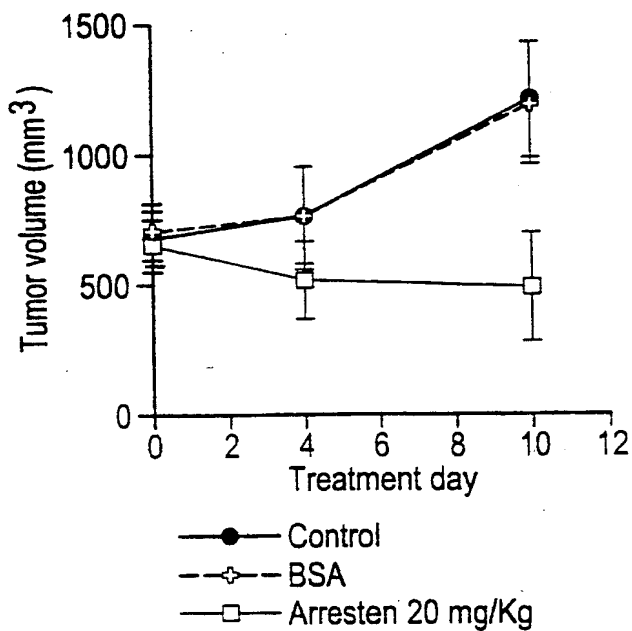 Tumor volume (mm3)
1500
1000
500
0
0 2 4 6 8 10 12
Treatment day
Control
BSA
Arresten 20 mg/Kg